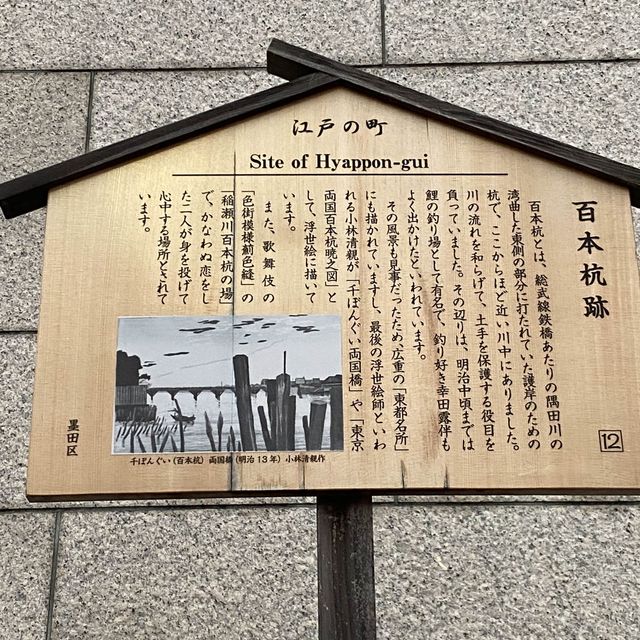 江戸の町
Site of Hyappon-gui
百本杭跡
百本杭とは、総武線鉄橋あたりの隅田川の
湾曲した東側の部分に打たれていた護岸のための
杭で、ここからほど近い川中にありました。
川の流れを和らげて、土手を保護する役目を
負っていました。その辺りは、明治中頃までは
鯉の釣り場として有名で、釣り好き幸田露伴も
よく出かけたといわれています。
その風景も見事だったため、広重の「東都名所」
にも描かれていますし、最後の浮世絵師といわ
れる小林清親が「千ぼんぐい両国橋」や「東京
両国百本杭暁之図」と
して、浮世絵に描いて
います。
また、歌舞伎の
「色街模様薊色縫」の
「稲瀬川百本杭の場」
で、かなわぬ恋をし
た二人が身を投げて
心中する場所とされて
います。
12
千ぼんぐい(百本杭) 両国橋 (明治13年) 小林清親作
墨田区